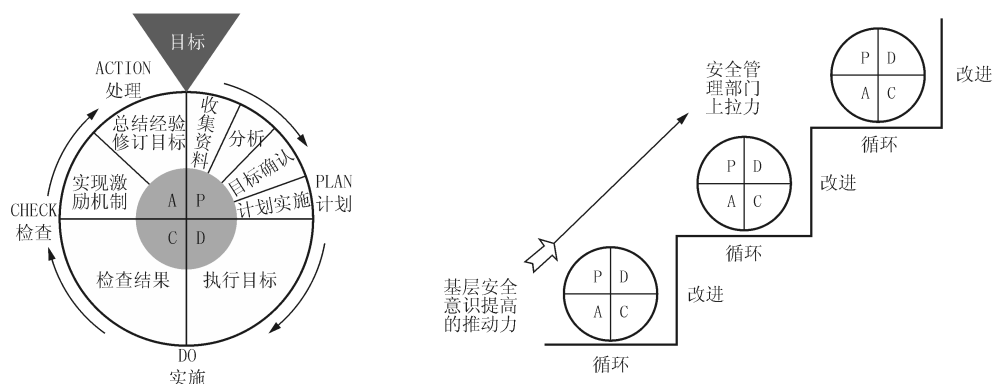 目标
ACTION
处理
总结经验
修订目标
收集资料
分析
目标确认
计划实施
PLAN
计划
实现激
励机制
A P
C D
CHECK
检查
检查结果
执行目标
DO
实施
基层安全
意识提高
的推动力
安全管
理部门
上拉力
P D
A C
循环
改进
P D
A C
循环
改进
P D
A C
循环
改进